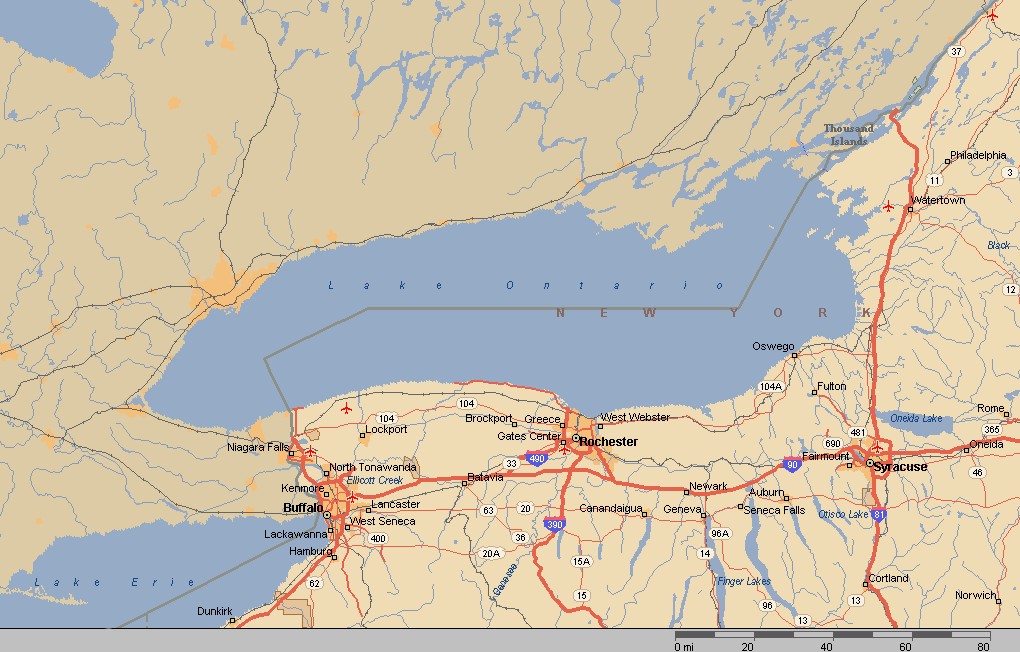 37
Thousand
Islands
Philadelphia
11
3
Watertown
Black
Lake Ontario
12
NEW YORK
Oswego
104A
Fulton
104
Brockport
Greece
West Webster
Oneida Lake
Rome
Lockport
Gates Center
Rochester
481
365
690
Niagara Falls
33
490
90
Fairmount
Oneida
North Tonawanda
Syracuse
46
Ellicott Creek
Batavia
Kenmore
Newark
Auburn
Buffalo
Lancaster
63
20
Canandaigua
Geneva
Seneca Falls
Otisco Lake
81
West Seneca
390
Lackawanna
400
36
96A
Hamburg
20A
15A
14
Lake Erie
62
Genesee
Finger Lakes
Cortland
15
96
13
Norwich
Dunkirk
13
0 mi 20 40 60 80